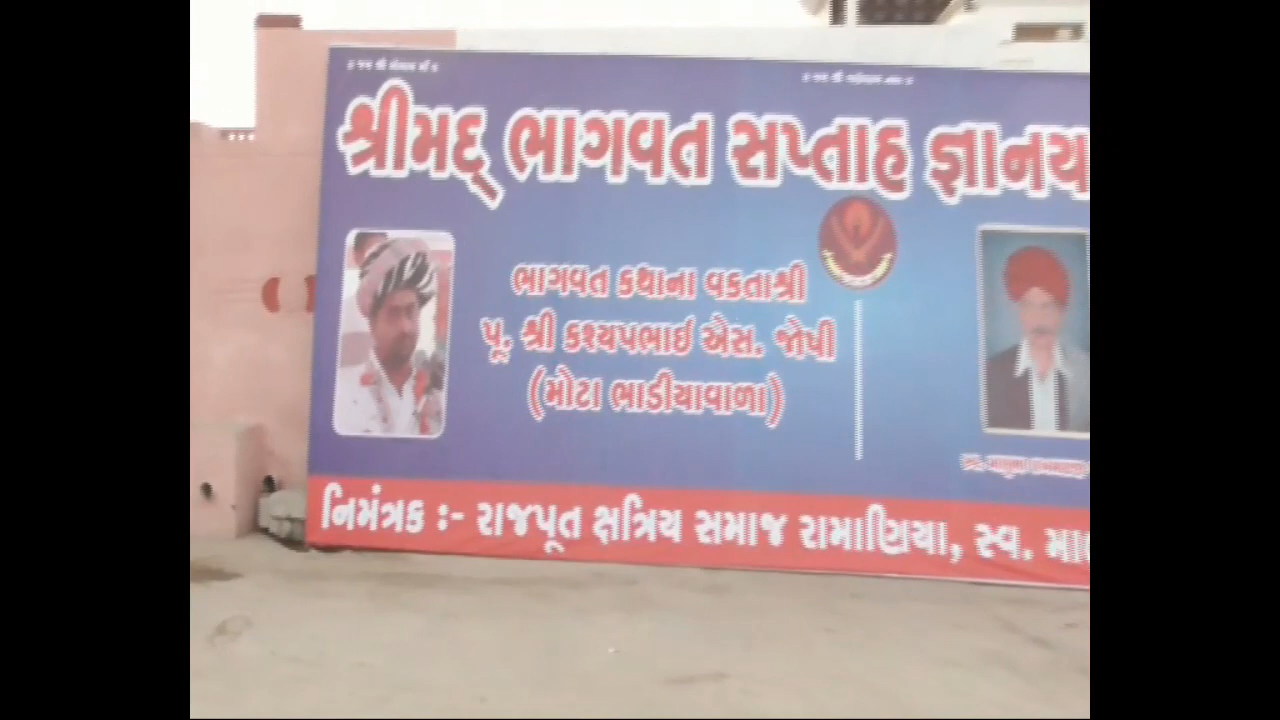 શ્રીમદ્ ભાગવત સપ્તાહ જ્ઞાનય
ભાગવત કથાના વકતાશ્રી
પૂ. શ્રી કશ્યપભાઈ એસ. જોષી
(મોટા ભાડીયાવાળા)
નિમંત્રક :- રાજપૂત ક્ષત્રિય સમાજ રામાણિયા, સ્વ. મા